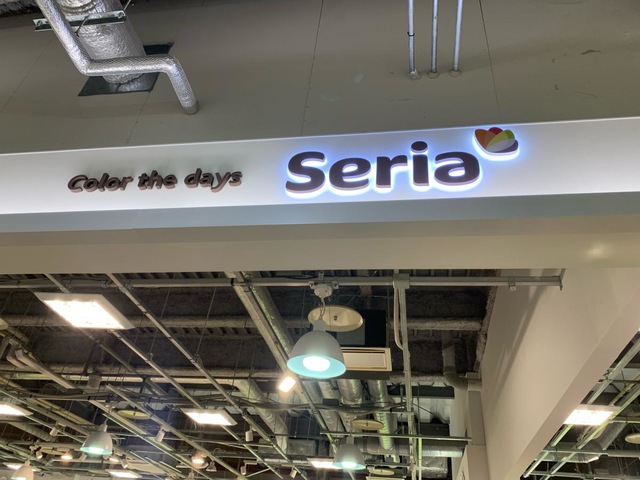 Color the days Seria